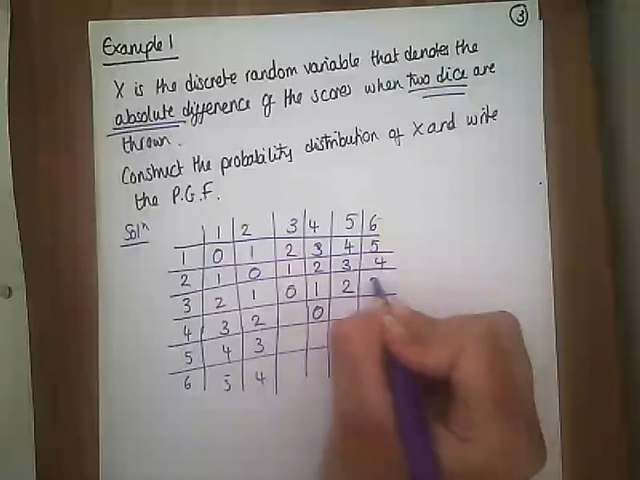 3
Example 1
X is the discrete random variable that denotes the
absolute difference of the scores when two dice are
thrown.
Construct the probability distribution of X and write
the P.G.F.
Solⁿ
1 2 3 4 5 6
1 0 1 2 3 4 5
2 1 0 1 2 3 4
3 2 1 0 1 2
4 3 2 0
5 4 3
6 5 4